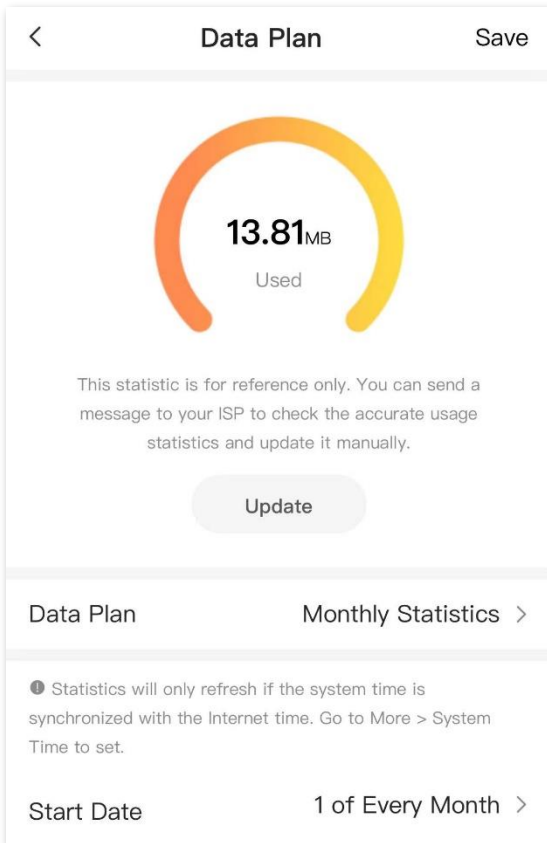 Data Plan Save
13.81MB
Used
This statistic is for reference only. You can send a
message to your ISP to check the accurate usage
statistics and update it manually.
Update
Data Plan Monthly Statistics
Statistics will only refresh if the system time is
synchronized with the Internet time. Go to More > System
Time to set.
Start Date 1 of Every Month